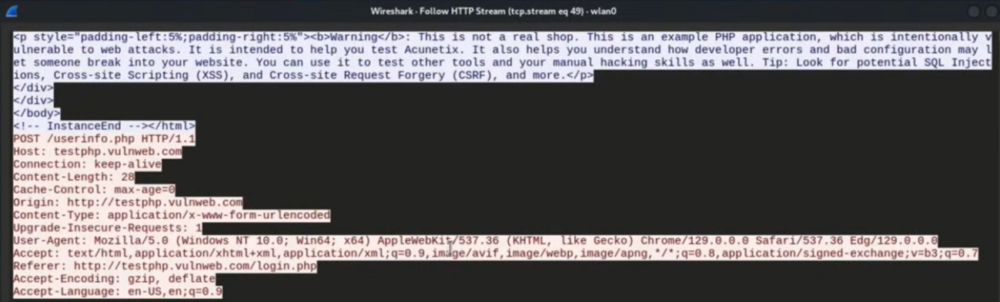 Wireshark · Follow HTTP Stream (tcp.stream eq 49) · wlan0
<p style="padding-left:5%;padding-right:5%"><b>Warning</b>: This is not a real shop. This is an example PHP application, which is intentionally v
ulnerable to web attacks. It is intended to help you test Acunetix. It also helps you understand how developer errors and bad configuration may l
et someone break into your website. You can use it to test other tools and your manual hacking skills as well. Tip: Look for potential SQL Inject
ions, Cross-site Scripting (XSS), and Cross-site Request Forgery (CSRF), and more.</p>
</div>
</div>
</body>
<!-- InstanceEnd --></html>
POST /userinfo.php HTTP/1.1
Host: testphp.vulnweb.com
Connection: keep-alive
Content-Length: 28
Cache-Control: max-age=0
Origin: http://testphp.vulnweb.com
Content-Type: application/x-www-form-urlencoded
Upgrade-Insecure-Requests: 1
User-Agent: Mozilla/5.0 (Windows NT 10.0; Win64; x64) AppleWebKit/537.36 (KHTML, like Gecko) Chrome/129.0.0.0 Safari/537.36 Edg/129.0.0.0
Accept: text/html,application/xhtml+xml,application/xml;q=0.9,image/avif,image/webp,image/apng,*/*;q=0.8,application/signed-exchange;v=b3;q=0.7
Referer: http://testphp.vulnweb.com/login.php
Accept-Encoding: gzip, deflate
Accept-Language: en-US,en;q=0.9